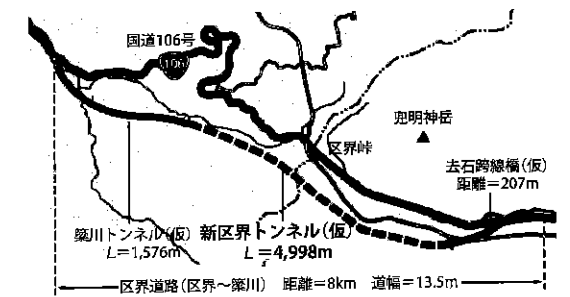 国道106号
106
兜明神岳
区界峠
去石跨線橋(仮)
距離=207m
簗川トンネル(仮)
L=1,576m
新区界トンネル(仮)
L=4,998m
区界道路(区界〜簗川) 距離=8km 道幅=13.5m